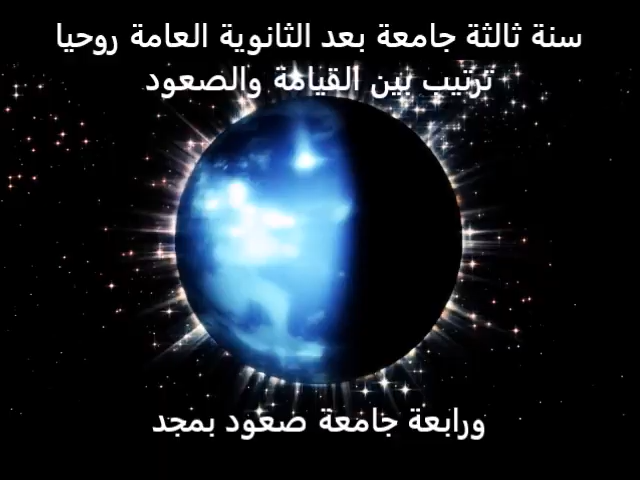 سنة ثالثة جامعة بعد الثانوية العامة روحيا
ترتيب بين القيامة والصعود
ورابعة جامعة صعود بمجد